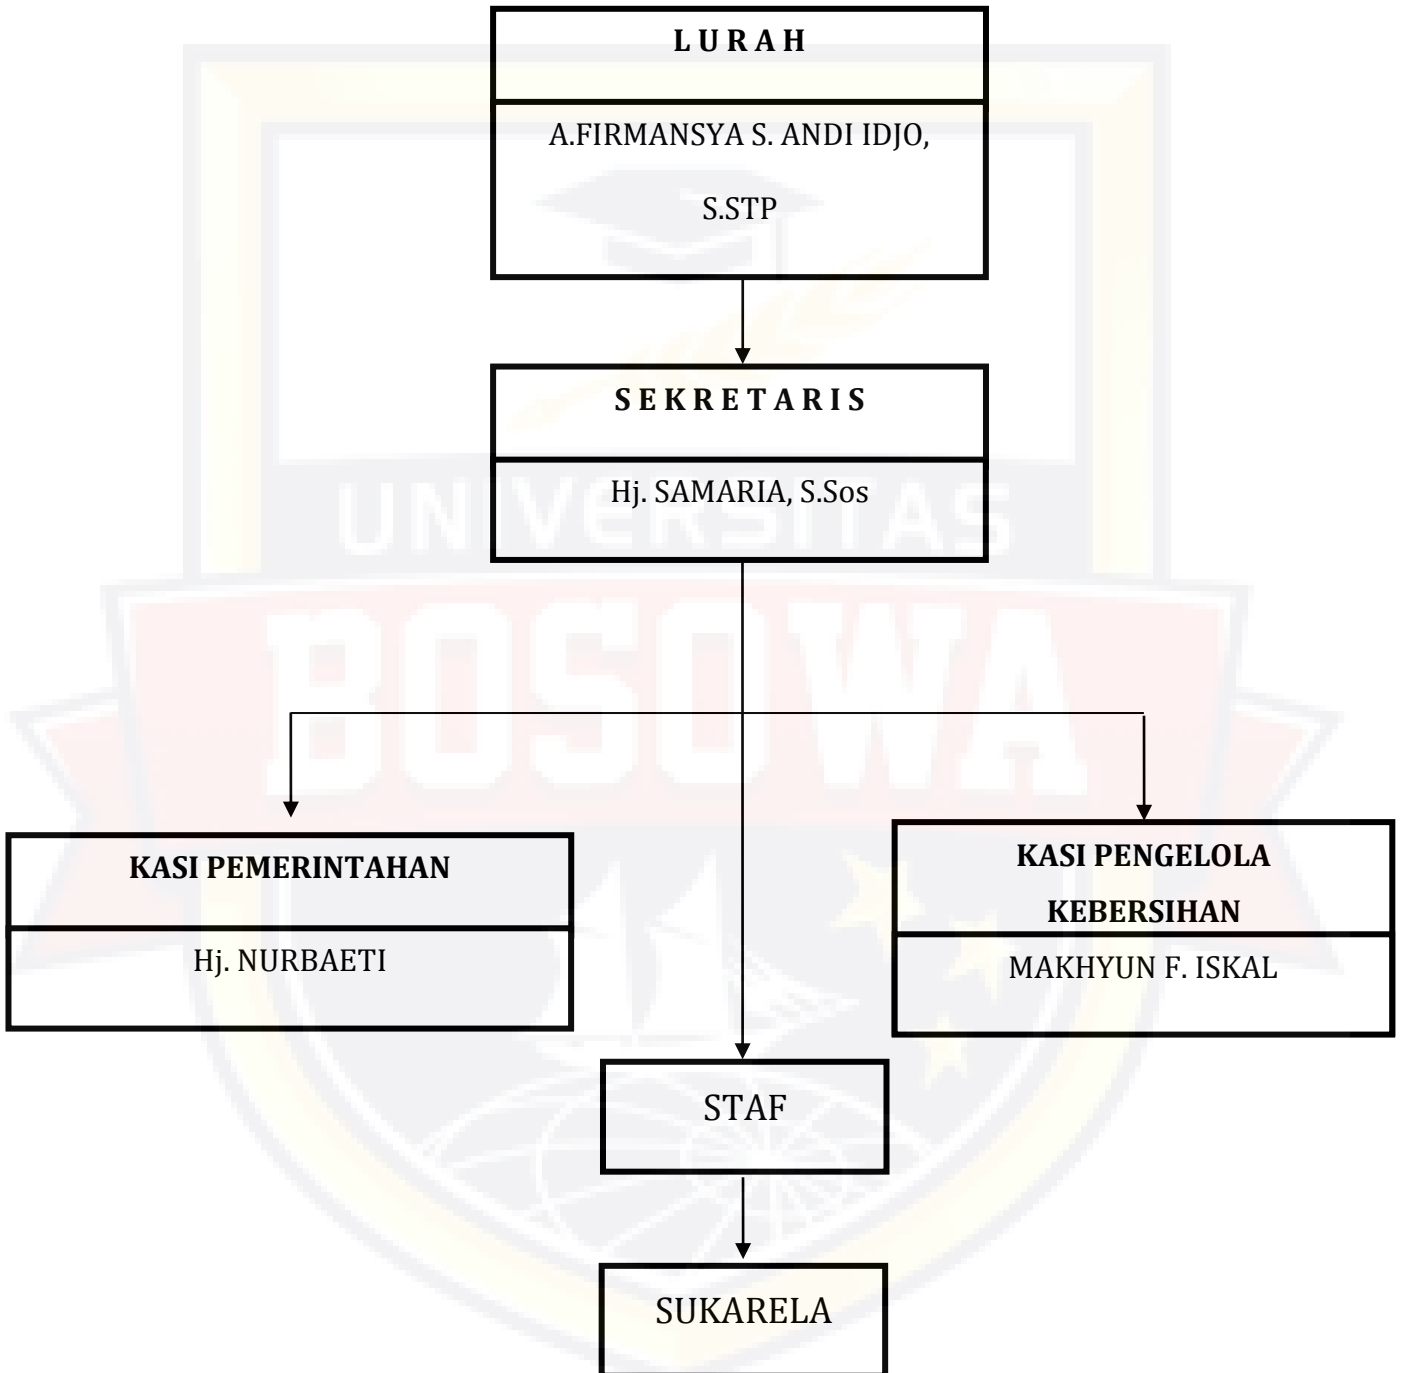 L U R A H
A.FIRMANSYA S. ANDI IDJO,
S.STP
S E K R E T A R I S
Hj. SAMARIA, S.Sos
UNIVERSITAS
BOSOWA
KASI PEMERINTAHAN
Hj. NURBAETI
KASI PENGELOLA
KEBERSIHAN
MAKHYUN F. ISKAL
STAF
SUKARELA